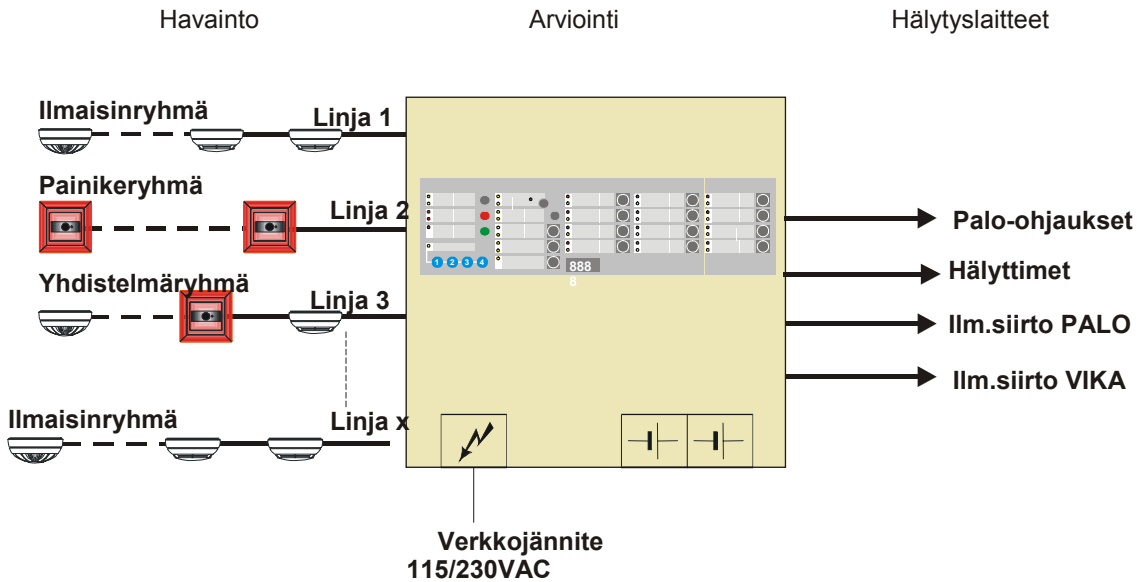 Havainto
Arviointi
Hälytyslaitteet
Ilmaisinryhmä
Linja 1
Painikeryhmä
Linja 2
Palo-ohjaukset
1 2 3 4
888
8
Hälyttimet
Yhdistelmäryhmä
Linja 3
Ilm.siirto PALO
Ilm.siirto VIKA
Ilmaisinryhmä
Linja x
Verkkojännite
115/230VAC